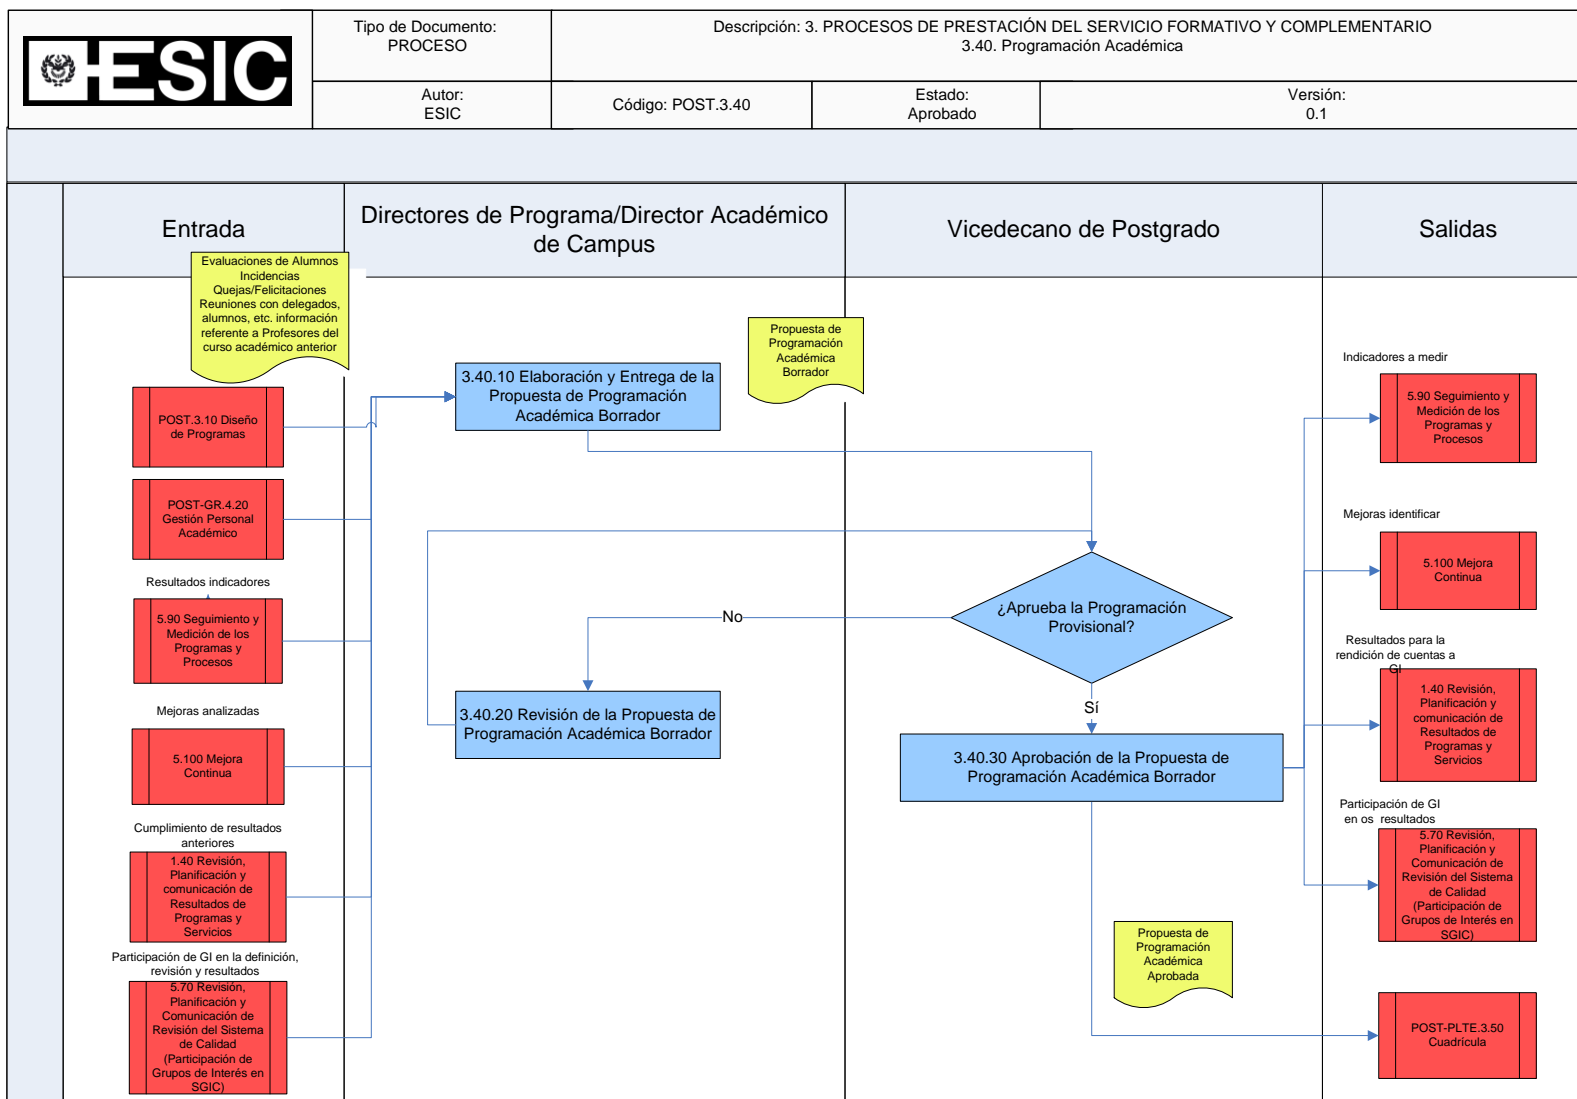 ESIC
Tipo de Documento:
PROCESO
Descripción: 3. PROCESOS DE PRESTACIÓN DEL SERVICIO FORMATIVO Y COMPLEMENTARIO
3.40. Programación Académica
Autor:
ESIC
Código: POST.3.40
Estado:
Aprobado
Versión:
0.1
Entrada
Directores de Programa/Director Académico
de Campus
Vicedecano de Postgrado
Salidas
Evaluaciones de Alumnos
Incidencias
Quejas/Felicitaciones
Reuniones con delegados,
alumnos, etc. información
referente a Profesores del
curso académico anterior
POST.3.10 Diseño
de Programas
POST-GR.4.20
Gestión Personal
Académico
Resultados indicadores
5.90 Seguimiento y
Medición de los
Programas y
Procesos
Mejoras analizadas
5.100 Mejora
Continua
Cumplimiento de resultados
anteriores
1.40 Revisión,
Planificación y
comunicación de
Resultados de
Programas y
Servicios
Participación de GI en la definición,
revisión y resultados
5.70 Revisión,
Planificación y
Comunicación de
Revisión del Sistema
de Calidad
(Participación de
Grupos de Interés en
SGIC)
3.40.10 Elaboración y Entrega de la
Propuesta de Programación
Académica Borrador
Propuesta de
Programación
Académica
Borrador
No
3.40.20 Revisión de la Propuesta de
Programación Académica Borrador
¿Aprueba la Programación
Provisional?
Sí
3.40.30 Aprobación de la Propuesta de
Programación Académica Borrador
Propuesta de
Programación
Académica
Aprobada
Indicadores a medir
5.90 Seguimiento y
Medición de los
Programas y
Procesos
Mejoras identificar
5.100 Mejora
Continua
Resultados para la
rendición de cuentas a
GI
1.40 Revisión,
Planificación y
comunicación de
Resultados de
Programas y
Servicios
Participación de GI
en os  resultados
5.70 Revisión,
Planificación y
Comunicación de
Revisión del Sistema
de Calidad
(Participación de
Grupos de Interés en
SGIC)
POST-PLTE.3.50
Cuadrícula